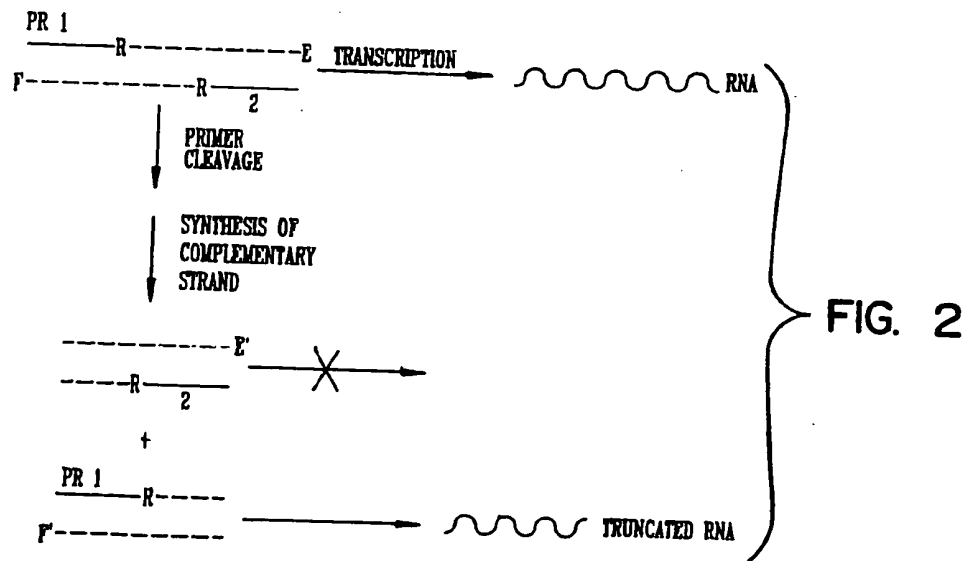 PR 1
R E TRANSCRIPTION RNA
F R 2
PRIMER
CLEAVAGE
SYNTHESIS OF
COMPLEMENTARY
STRAND
E'
R 2
+
PR 1
R
F' TRUNCATED RNA
FIG. 2